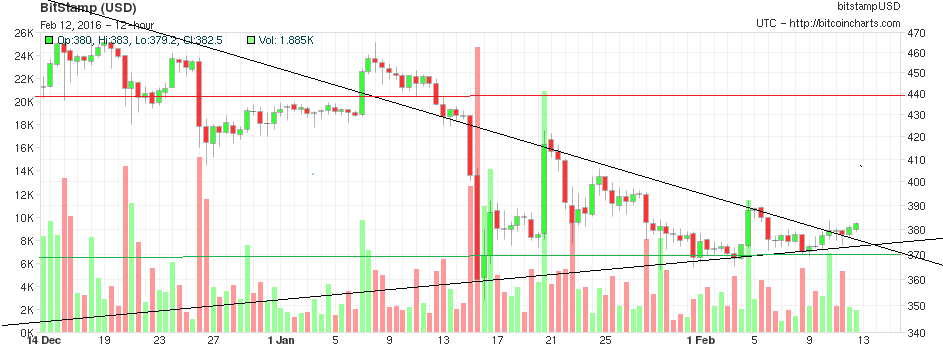 BitStamp (USD)
bitstampUSD
Feb 12, 2016 - 12-hour
UTC - http://bitcoincharts.com
Op:380, Hi:383, Lo:379.2, Cl:382.5
Vol: 1.885K
26K
24K
22K
20K
18K
16K
14K
12K
10K
8K
6K
4K
2K
0K
470
450
440
430
420
410
400
390
380
370
360
350
340
14 Dec
19
23
27
1 Jan
5
9
13
17
21
25
1 Feb
5
9
13